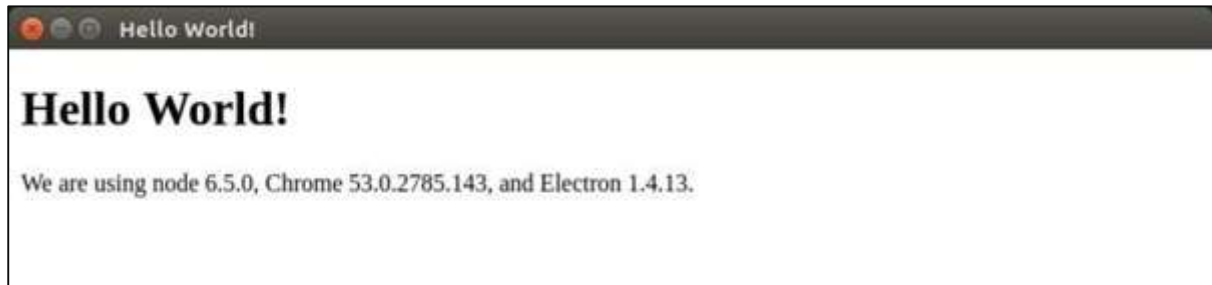 Hello World!
Hello World!
We are using node 6.5.0, Chrome 53.0.2785.143, and Electron 1.4.13.